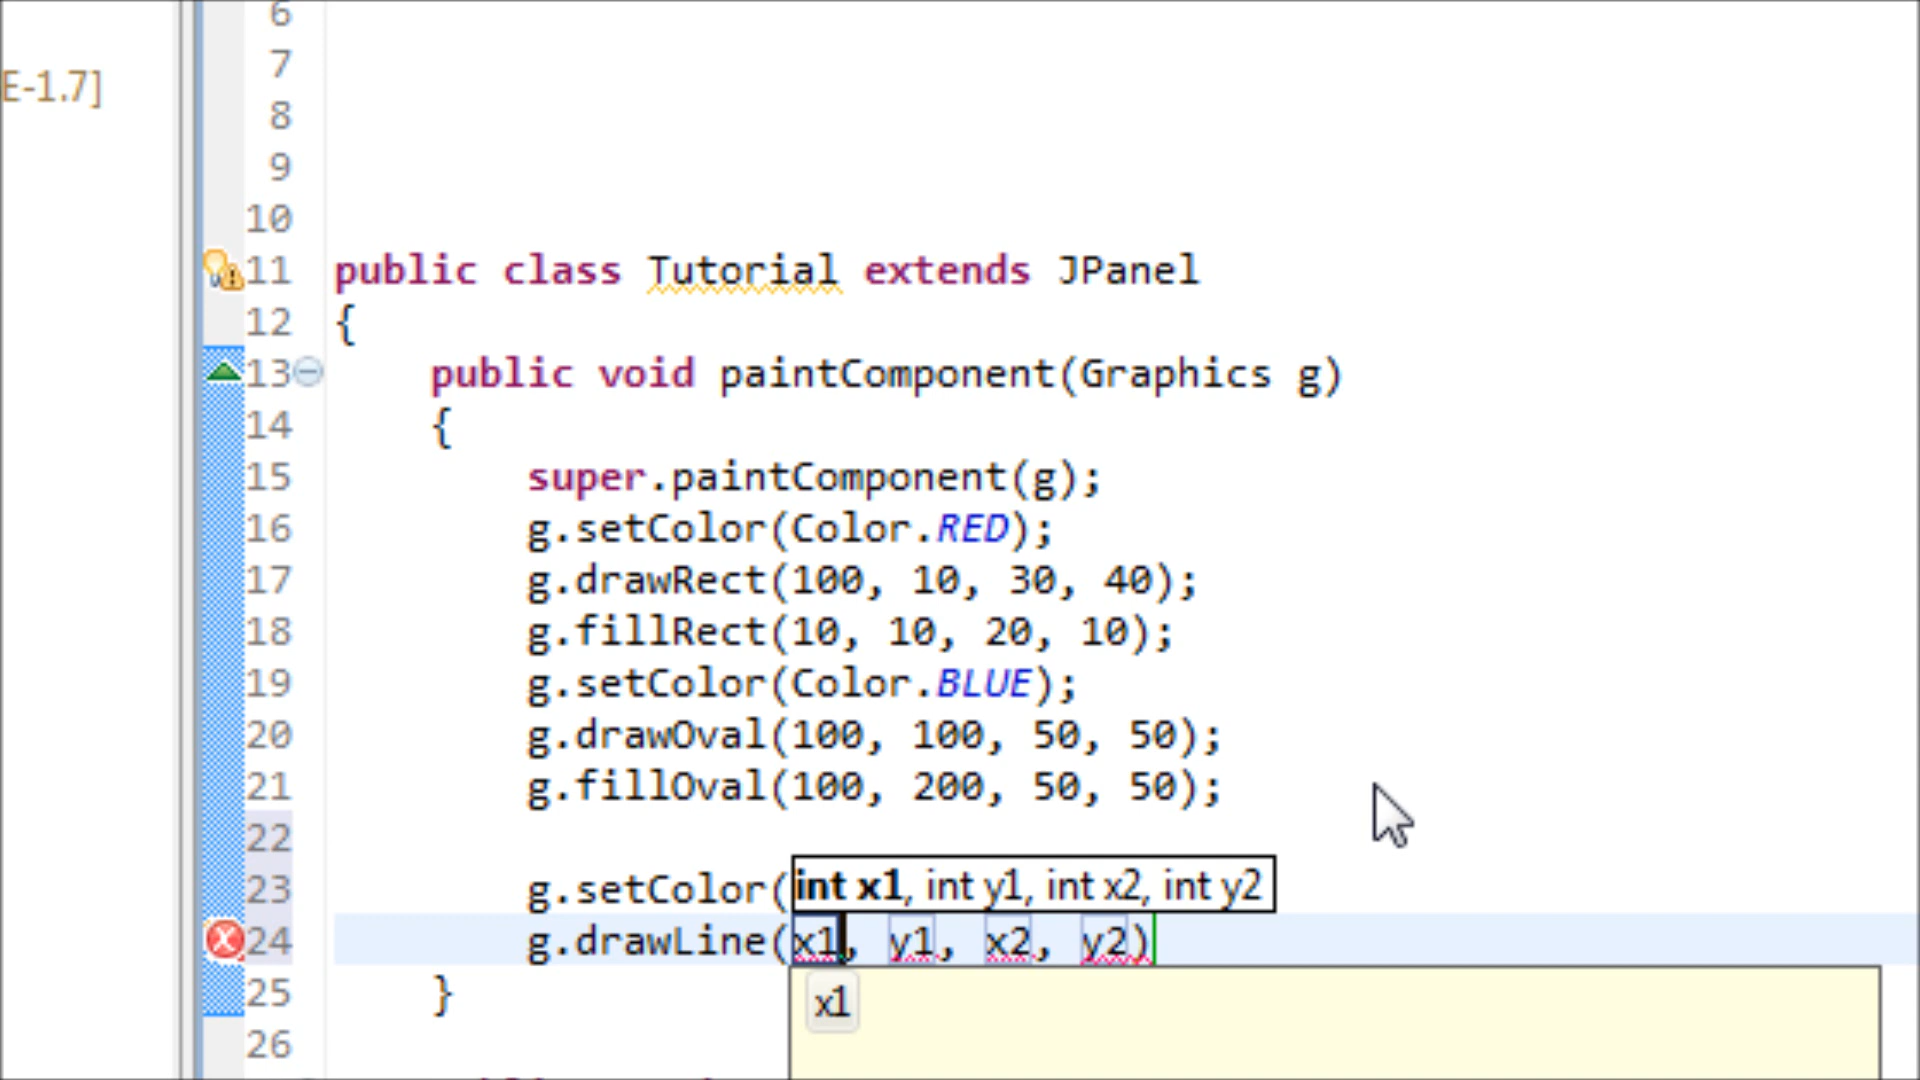 6
7
E-1.7]
8
9
10
11 public class Tutorial extends JPanel
12 {
13 public void paintComponent(Graphics g)
14 {
15 super.paintComponent(g);
16 g.setColor(Color.RED);
17 g.drawRect(100, 10, 30, 40);
18 g.fillRect(10, 10, 20, 10);
19 g.setColor(Color.BLUE);
20 g.drawOval(100, 100, 50, 50);
21 g.fillOval(100, 200, 50, 50);
22
int x1, int y1, int x2, int y2
23 g.setColor(
24 g.drawLine(x1, y1, x2, y2)
25 }
x1
26